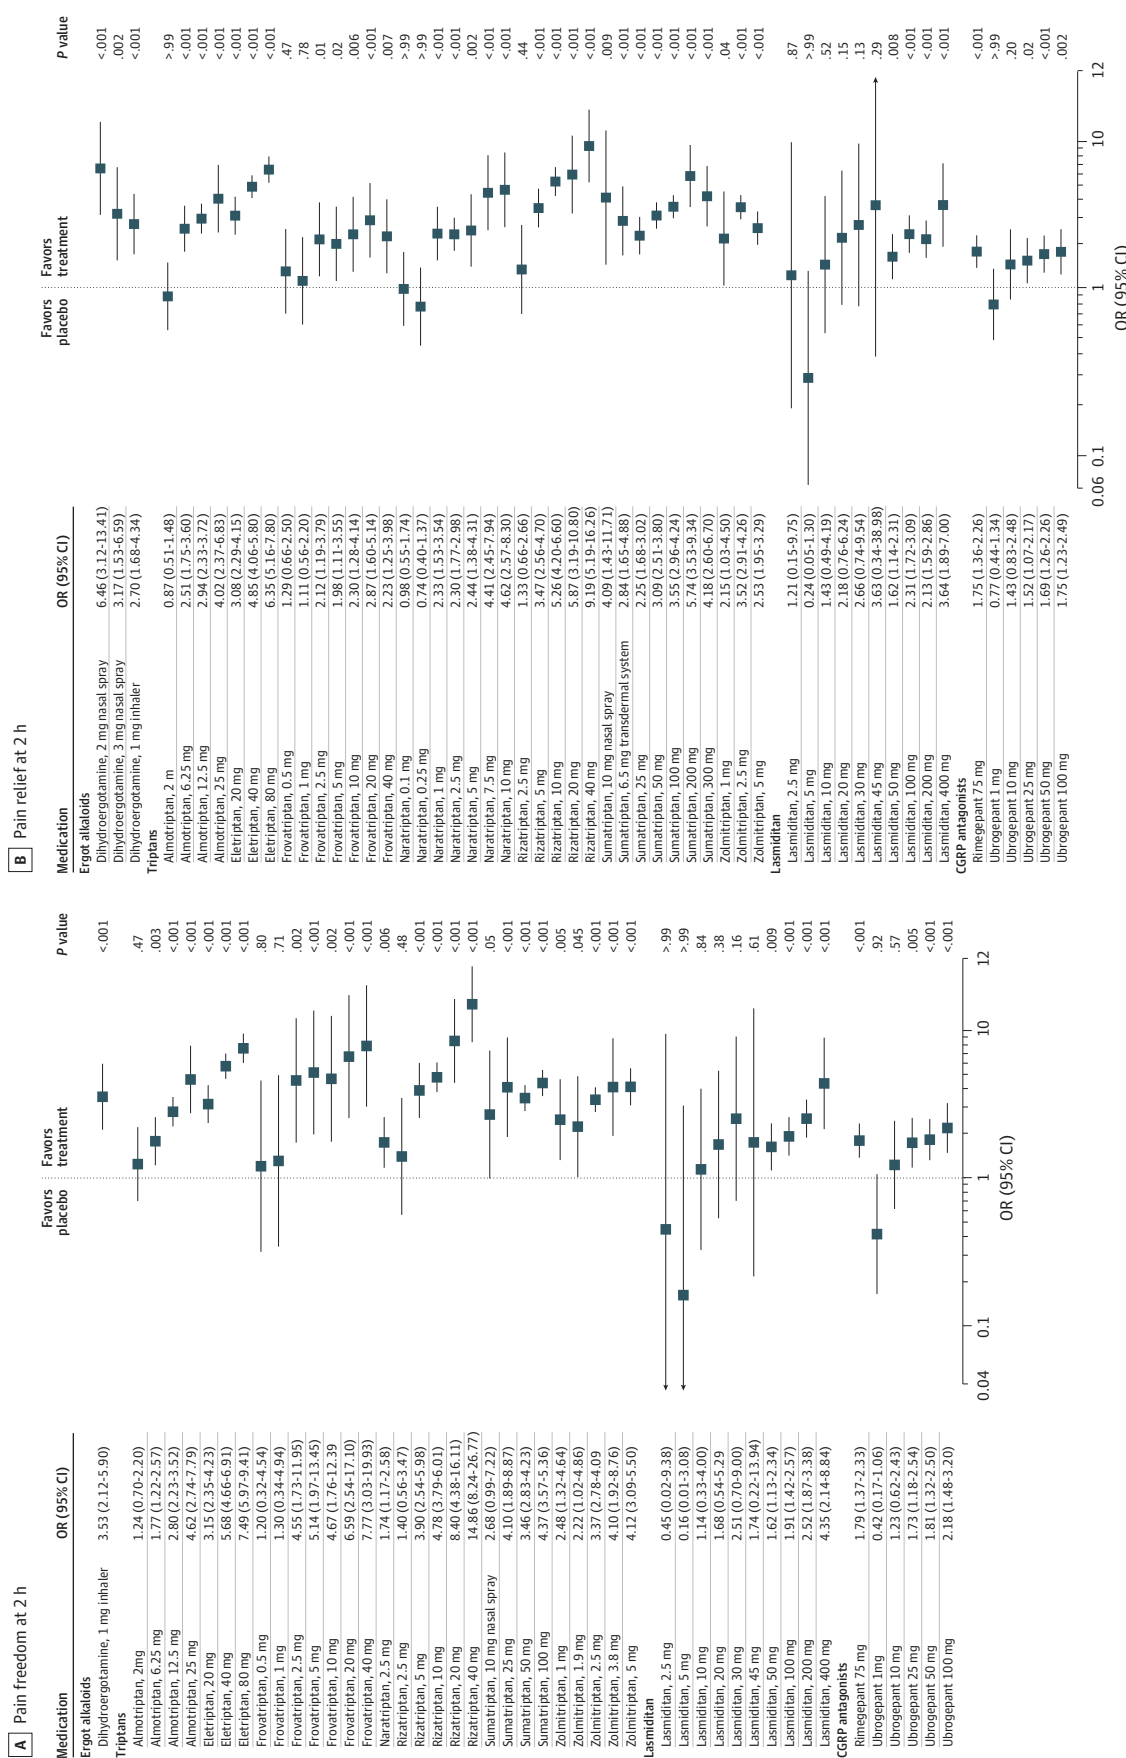 A Pain freedom at 2 h
Medication OR (95% CI) Favors placebo Favors treatment P value
Ergot alkaloids
Dihydroergotamine, 1 mg inhaler 3.53 (2.12-5.90) <.001
Triptans
Almotriptan, 2mg 1.24 (0.70-2.20) .47
Almotriptan, 6.25 mg 1.77 (1.22-2.57) .003
Almotriptan, 12.5 mg 2.80 (2.23-3.52) <.001
Almotriptan, 25 mg 4.62 (2.74-7.79) <.001
Eletriptan, 20 mg 3.15 (2.35-4.23) <.001
Eletriptan, 40 mg 5.68 (4.66-6.91) <.001
Eletriptan, 80 mg 7.49 (5.97-9.41) <.001
Frovatriptan, 0.5 mg 1.20 (0.32-4.54) .80
Frovatriptan, 1 mg 1.30 (0.34-4.94) .71
Frovatriptan, 2.5 mg 4.55 (1.73-11.95) .002
Frovatriptan, 5 mg 5.14 (1.97-13.45) <.001
Frovatriptan, 10 mg 4.67 (1.76-12.39 .002
Frovatriptan, 20 mg 6.59 (2.54-17.10) <.001
Frovatriptan, 40 mg 7.77 (3.03-19.93) <.001
Naratriptan, 2.5 mg 1.74 (1.17-2.58) .006
Rizatriptan, 2.5 mg 1.40 (0.56-3.47) .48
Rizatriptan, 5 mg 3.90 (2.54-5.98) <.001
Rizatriptan, 10 mg 4.78 (3.79-6.01) <.001
Rizatriptan, 20 mg 8.40 (4.38-16.11) <.001
Rizatriptan, 40 mg 14.86 (8.24-26.77) <.001
Sumatriptan, 10 mg nasal spray 2.68 (0.99-7.22) .05
Sumatriptan, 25 mg 4.10 (1.89-8.87) <.001
Sumatriptan, 50 mg 3.46 (2.83-4.23) <.001
Sumatriptan, 100 mg 4.37 (3.57-5.36) <.001
Zolmitriptan, 1 mg 2.48 (1.32-4.64) .005
Zolmitriptan, 1.9 mg 2.22 (1.02-4.86) .045
Zolmitriptan, 2.5 mg 3.37 (2.78-4.09 <.001
Zolmitriptan, 3.8 mg 4.10 (1.92-8.76) <.001
Zolmitriptan, 5 mg 4.12 (3.09-5.50) <.001
Lasmiditan
Lasmiditan, 2.5 mg 0.45 (0.02-9.38) >.99
Lasmiditan, 5 mg 0.16 (0.01-3.08) >.99
Lasmiditan, 10 mg 1.14 (0.33-4.00) .84
Lasmiditan, 20 mg 1.68 (0.54-5.29 .38
Lasmiditan, 30 mg 2.51 (0.70-9.00) .16
Lasmiditan, 45 mg 1.74 (0.22-13.94) .61
Lasmiditan, 50 mg 1.62 (1.13-2.34) .009
Lasmiditan, 100 mg 1.91 (1.42-2.57) <.001
Lasmiditan, 200 mg 2.52 (1.87-3.38) <.001
Lasmiditan, 400 mg 4.35 (2.14-8.84) <.001
CGRP antagonists
Rimegepant 75 mg 1.79 (1.37-2.33) <.001
Ubrogepant 1mg 0.42 (0.17-1.06) .92
Ubrogepant 10 mg 1.23 (0.62-2.43) .57
Ubrogepant 25 mg 1.73 (1.18-2.54) .005
Ubrogepant 50 mg 1.81 (1.32-2.50) <.001
Ubrogepant 100 mg 2.18 (1.48-3.20) <.001
0.04 0.1 1 10 12
OR (95% CI)
B Pain relief at 2 h
Medication OR (95% CI) Favors placebo Favors treatment P value
Ergot alkaloids
Dihydroergotamine, 2 mg nasal spray 6.46 (3.12-13.41) <.001
Dihydroergotamine, 3 mg nasal spray 3.17 (1.53-6.59) .002
Dihydroergotamine, 1 mg inhaler 2.70 (1.68-4.34) <.001
Triptans
Almotriptan, 2 m 0.87 (0.51-1.48) >.99
Almotriptan, 6.25 mg 2.51 (1.75-3.60) <.001
Almotriptan, 12.5 mg 2.94 (2.33-3.72) <.001
Almotriptan, 25 mg 4.02 (2.37-6.83) <.001
Eletriptan, 20 mg 3.08 (2.29-4.15) <.001
Eletriptan, 40 mg 4.85 (4.06-5.80) <.001
Eletriptan, 80 mg 6.35 (5.16-7.80) <.001
Frovatriptan, 0.5 mg 1.29 (0.66-2.50) .47
Frovatriptan, 1 mg 1.11 (0.56-2.20) .78
Frovatriptan, 2.5 mg 2.12 (1.19-3.79) .01
Frovatriptan, 5 mg 1.98 (1.11-3.55) .02
Frovatriptan, 10 mg 2.30 (1.28-4.14) .006
Frovatriptan, 20 mg 2.87 (1.60-5.14) <.001
Frovatriptan, 40 mg 2.23 (1.25-3.98) .007
Naratriptan, 0.1 mg 0.98 (0.55-1.74) >.99
Naratriptan, 0.25 mg 0.74 (0.40-1.37) >.99
Naratriptan, 1 mg 2.33 (1.53-3.54) <.001
Naratriptan, 2.5 mg 2.30 (1.77-2.98) <.001
Naratriptan, 5 mg 2.44 (1.38-4.31) .002
Naratriptan, 7.5 mg 4.41 (2.45-7.94) <.001
Naratriptan, 10 mg 4.62 (2.57-8.30) <.001
Rizatriptan, 2.5 mg 1.33 (0.66-2.66) .44
Rizatriptan, 5 mg 3.47 (2.56-4.70) <.001
Rizatriptan, 10 mg 5.26 (4.20-6.60) <.001
Rizatriptan, 20 mg 5.87 (3.19-10.80) <.001
Rizatriptan, 40 mg 9.19 (5.19-16.26) <.001
Sumatriptan, 10 mg nasal spray 4.09 (1.43-11.71) .009
Sumatriptan, 6.5 mg transdermal system 2.84 (1.65-4.88) <.001
Sumatriptan, 25 mg 2.25 (1.68-3.02) <.001
Sumatriptan, 50 mg 3.09 (2.51-3.80) <.001
Sumatriptan, 100 mg 3.55 (2.96-4.24) <.001
Sumatriptan, 200 mg 5.74 (3.53-9.34) <.001
Sumatriptan, 300 mg 4.18 (2.60-6.70) <.001
Zolmitriptan, 1 mg 2.15 (1.03-4.50) .04
Zolmitriptan, 2.5 mg 3.52 (2.91-4.26) <.001
Zolmitriptan, 5 mg 2.53 (1.95-3.29) <.001
Lasmiditan
Lasmiditan, 2.5 mg 1.21 (0.15-9.75) .87
Lasmiditan, 5 mg 0.24 (0.05-1.30) >.99
Lasmiditan, 10 mg 1.43 (0.49-4.19) .52
Lasmiditan, 20 mg 2.18 (0.76-6.24) .15
Lasmiditan, 30 mg 2.66 (0.74-9.54) .13
Lasmiditan, 45 mg 3.63 (0.34-38.98) .29
Lasmiditan, 50 mg 1.62 (1.14-2.31) .008
Lasmiditan, 100 mg 2.31 (1.72-3.09) <.001
Lasmiditan, 200 mg 2.13 (1.59-2.86) <.001
Lasmiditan, 400 mg 3.64 (1.89-7.00) <.001
CGRP antagonists
Rimegepant 75 mg 1.75 (1.36-2.26) <.001
Ubrogepant 1 mg 0.77 (0.44-1.34) >.99
Ubrogepant 10 mg 1.43 (0.83-2.48) .20
Ubrogepant 25 mg 1.52 (1.07-2.17) .02
Ubrogepant 50 mg 1.69 (1.26-2.26) <.001
Ubrogepant 100 mg 1.75 (1.23-2.49) .002
0.06 0.1 1 10 12
OR (95% CI)